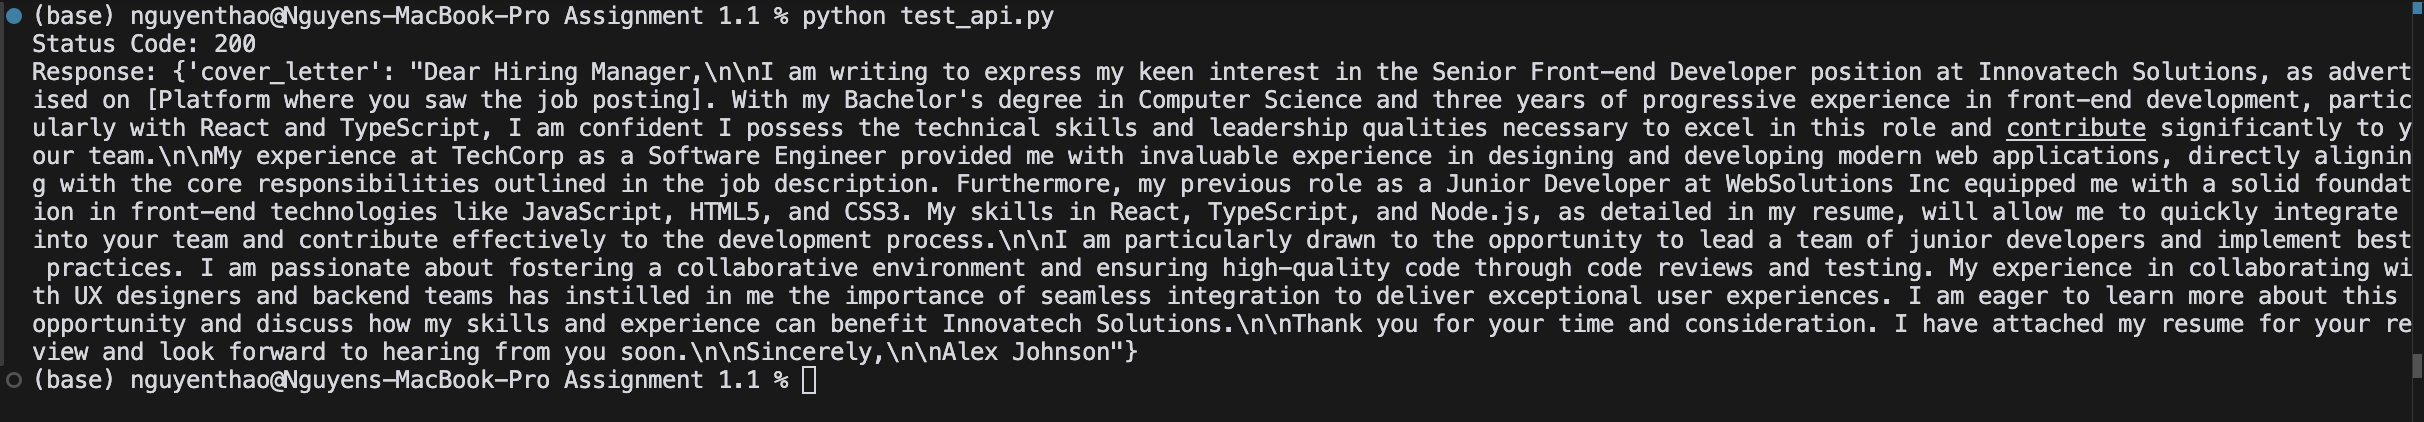 (base) nguyenthao@Nguyens-MacBook-Pro Assignment 1.1 % python test_api.py
Status Code: 200
Response: {'cover_letter': "Dear Hiring Manager,\n\nI am writing to express my keen interest in the Senior Front-end Developer position at Innovatech Solutions, as advert
ised on [Platform where you saw the job posting]. With my Bachelor's degree in Computer Science and three years of progressive experience in front-end development, partic
ularly with React and TypeScript, I am confident I possess the technical skills and leadership qualities necessary to excel in this role and contribute significantly to y
our team.\n\nMy experience at TechCorp as a Software Engineer provided me with invaluable experience in designing and developing modern web applications, directly alignin
g with the core responsibilities outlined in the job description. Furthermore, my previous role as a Junior Developer at WebSolutions Inc equipped me with a solid foundat
ion in front-end technologies like JavaScript, HTML5, and CSS3. My skills in React, TypeScript, and Node.js, as detailed in my resume, will allow me to quickly integrate
into your team and contribute effectively to the development process.\n\nI am particularly drawn to the opportunity to lead a team of junior developers and implement best
 practices. I am passionate about fostering a collaborative environment and ensuring high-quality code through code reviews and testing. My experience in collaborating wi
th UX designers and backend teams has instilled in me the importance of seamless integration to deliver exceptional user experiences. I am eager to learn more about this
opportunity and discuss how my skills and experience can benefit Innovatech Solutions.\n\nThank you for your time and consideration. I have attached my resume for your re
view and look forward to hearing from you soon.\n\nSincerely,\n\nAlex Johnson"}
(base) nguyenthao@Nguyens-MacBook-Pro Assignment 1.1 %